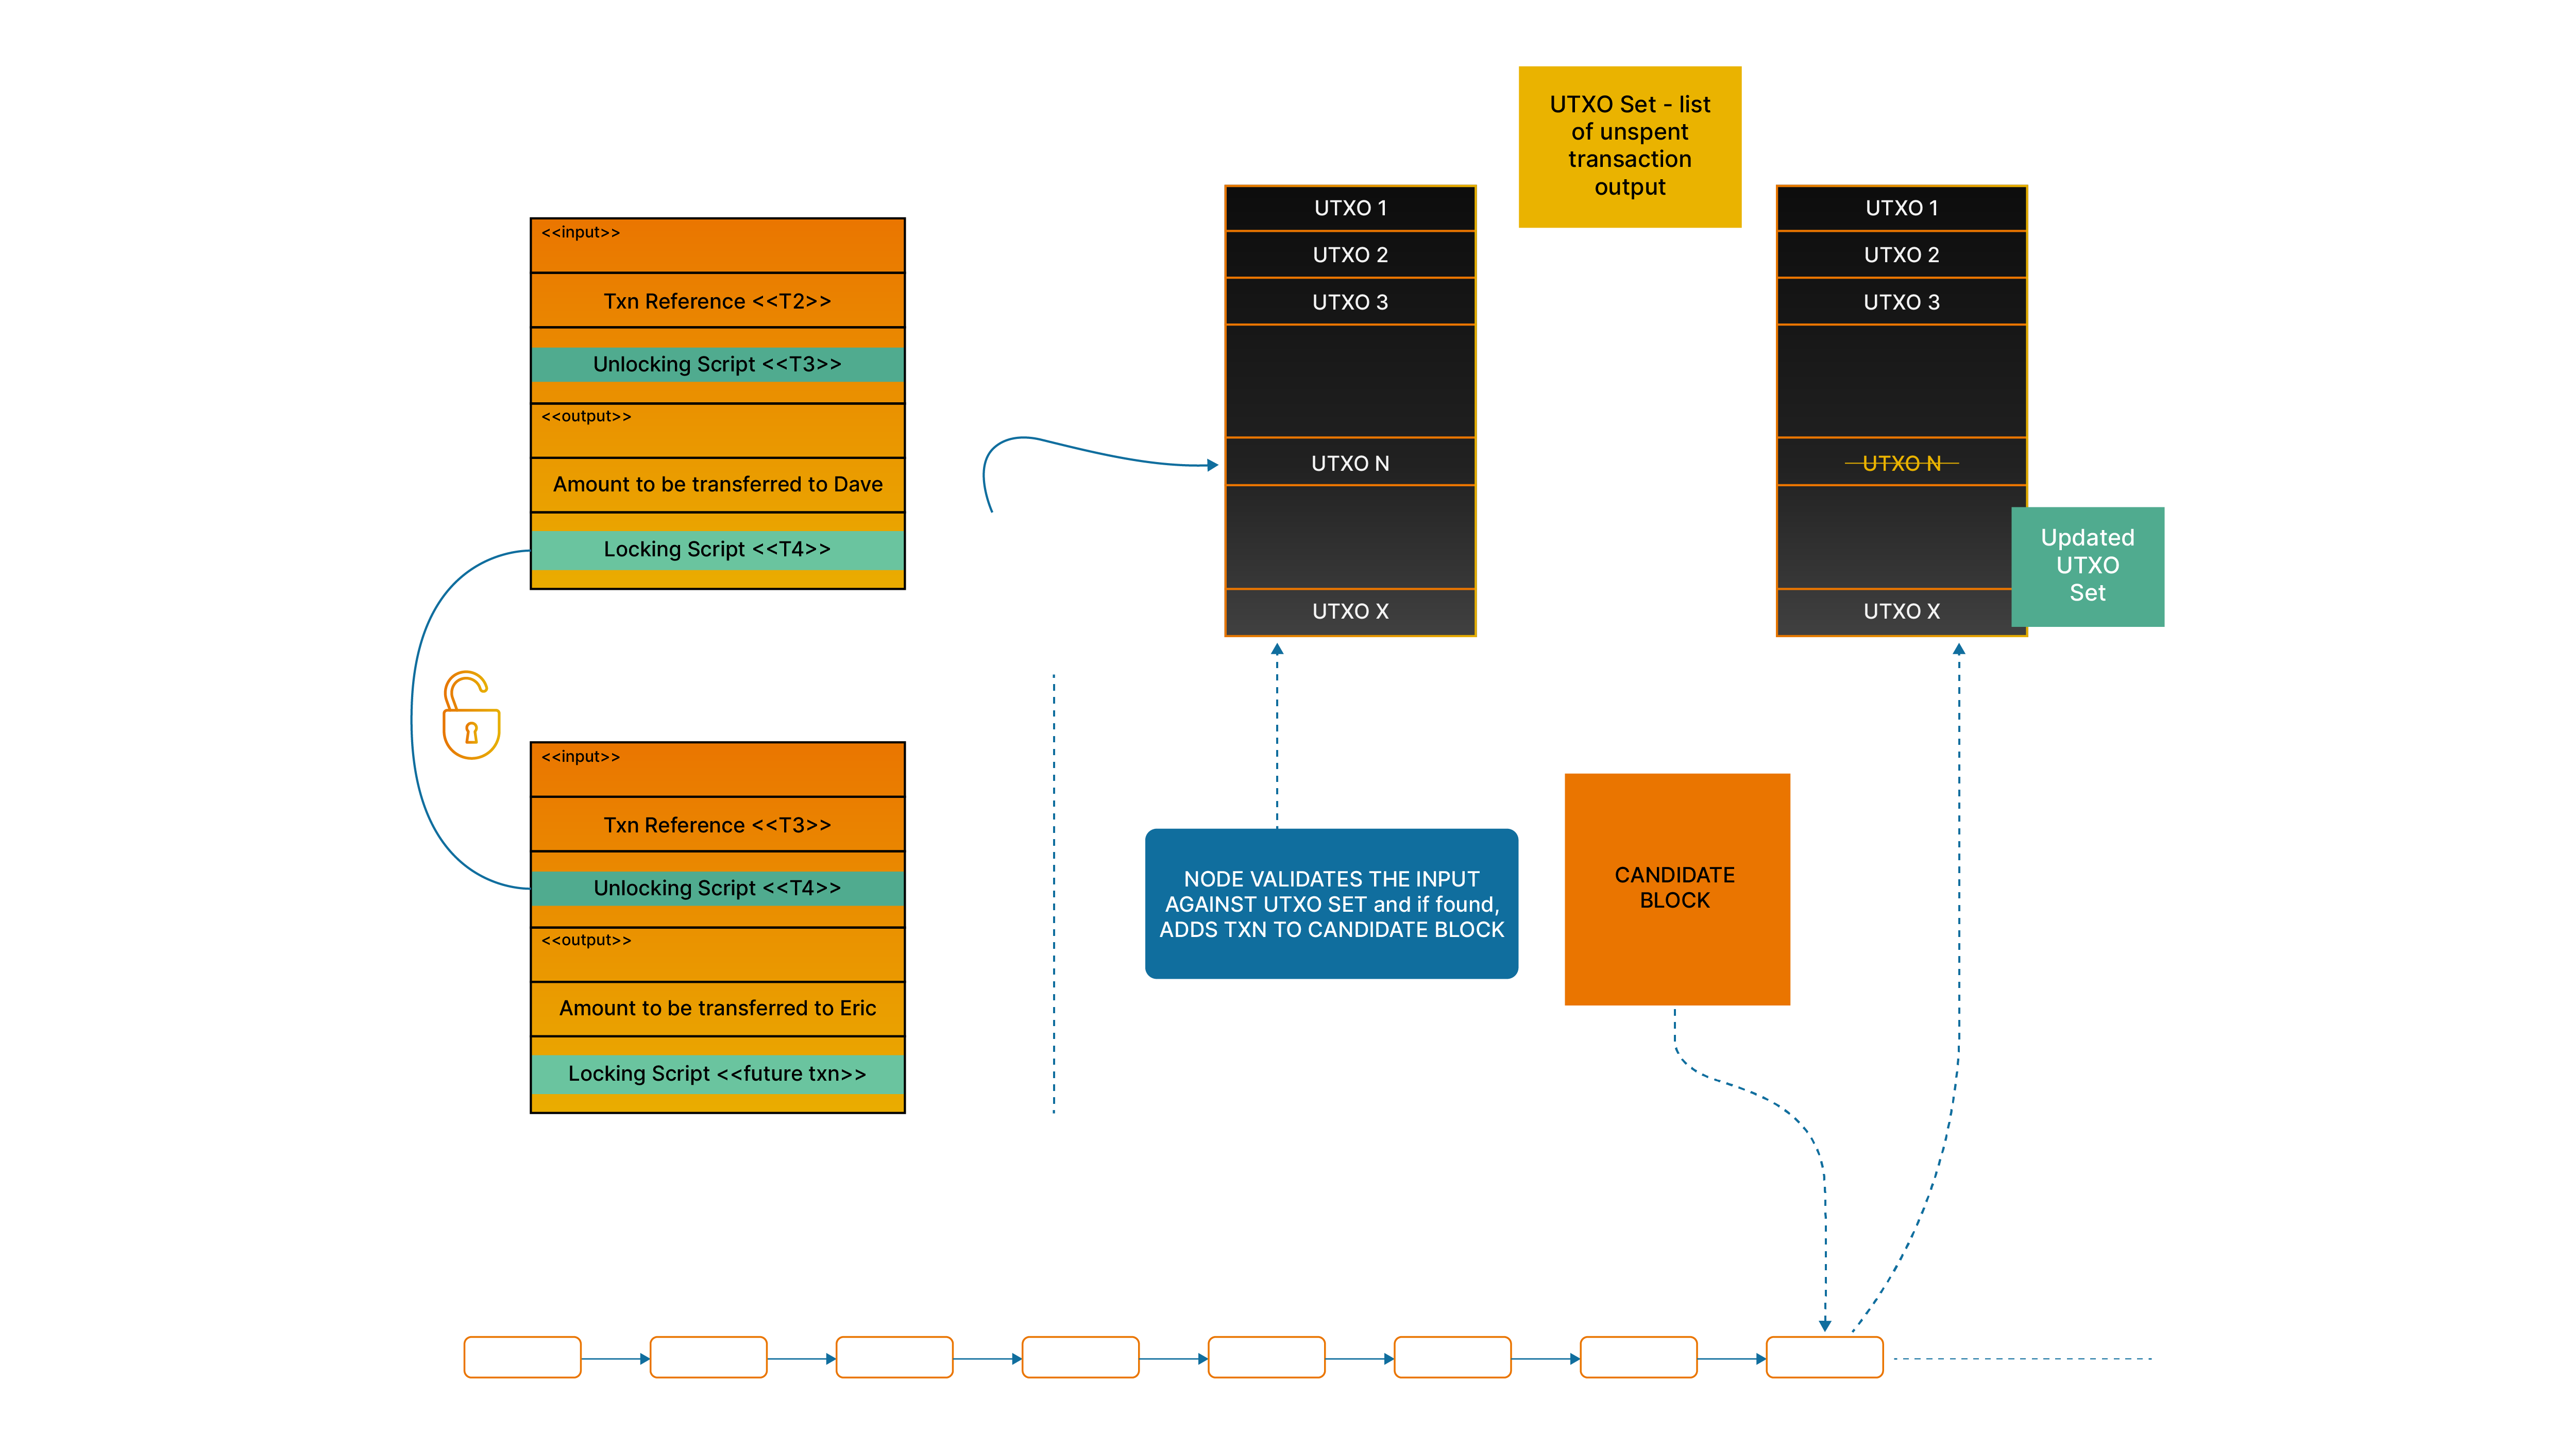 <<input>>
Txn Reference <<T2>>
Unlocking Script <<T3>>
<<output>>
Amount to be transferred to Dave
Locking Script <<T4>>
<<input>>
Txn Reference <<T3>>
Unlocking Script <<T4>>
<<output>>
Amount to be transferred to Eric
Locking Script <<future txn>>
UTXO 1
UTXO 2
UTXO 3
UTXO N
UTXO X
UTXO Set - list
of unspent
transaction
output
UTXO 1
UTXO 2
UTXO 3
UTXO N
UTXO X
Updated
UTXO
Set
NODE VALIDATES THE INPUT
AGAINST UTXO SET and if found,
ADDS TXN TO CANDIDATE BLOCK
CANDIDATE
BLOCK